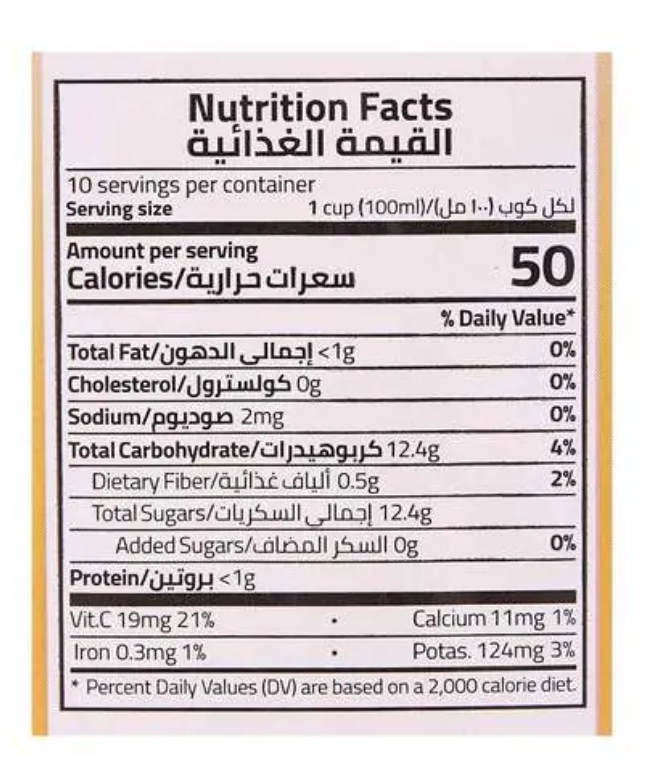 Nutrition Facts
القيمة الغذائية
10 servings per container
Serving size 1 cup (100ml)/(لكل كوب (١٠٠ مل
Amount per serving
Calories/سعرات حرارية 50
% Daily Value*
Total Fat/إجمالي الدهون <1g 0%
Cholesterol/كولسترول 0g 0%
Sodium/صوديوم 2mg 0%
Total Carbohydrate/كربوهيدرات 12.4g 4%
Dietary Fiber/ألياف غذائية 0.5g 2%
Total Sugars/إجمالي السكريات 12.4g
Added Sugars/السكر المضاف 0g 0%
Protein/بروتين <1g
Vit.C 19mg 21% • Calcium 11mg 1%
Iron 0.3mg 1% • Potas. 124mg 3%
* Percent Daily Values (DV) are based on a 2,000 calorie diet.